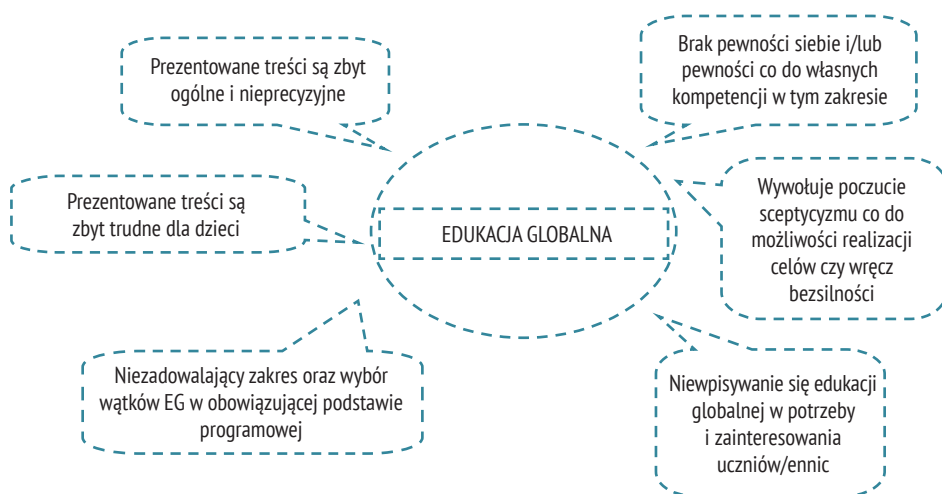 Prezentowane treści są zbyt
ogólne i nieprecyzyjne
Brak pewności siebie i/lub
pewności co do własnych
kompetencji w tym zakresie
Prezentowane treści są
zbyt trudne dla dzieci
EDUKACJA GLOBALNA
Wywołuje poczucie
sceptycyzmu co do
możliwości realizacji
celów czy wręcz
bezsilności
Niezadowalający zakres oraz wybór
wątków EG w obowiązującej podstawie
programowej
Niewpisywanie się edukacji
globalnej w potrzeby
i zainteresowania
uczniów/ennic